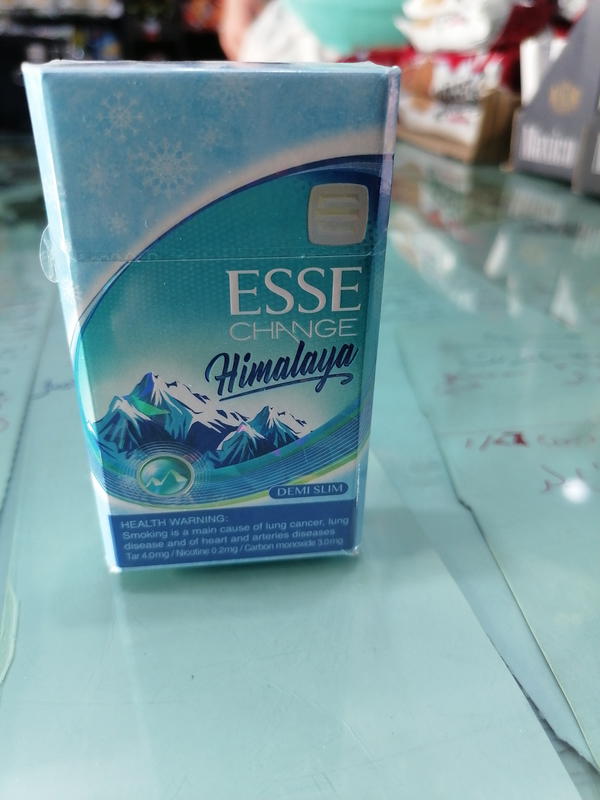 ESSE
CHANGE
Himalaya
DEMI SLIM
HEALTH WARNING:
Smoking is a main cause of lung cancer, lung
disease and of heart and arteries diseases
Tar 4.0mg / Nicotine 0.2mg / Carbon monoxide 3.0mg